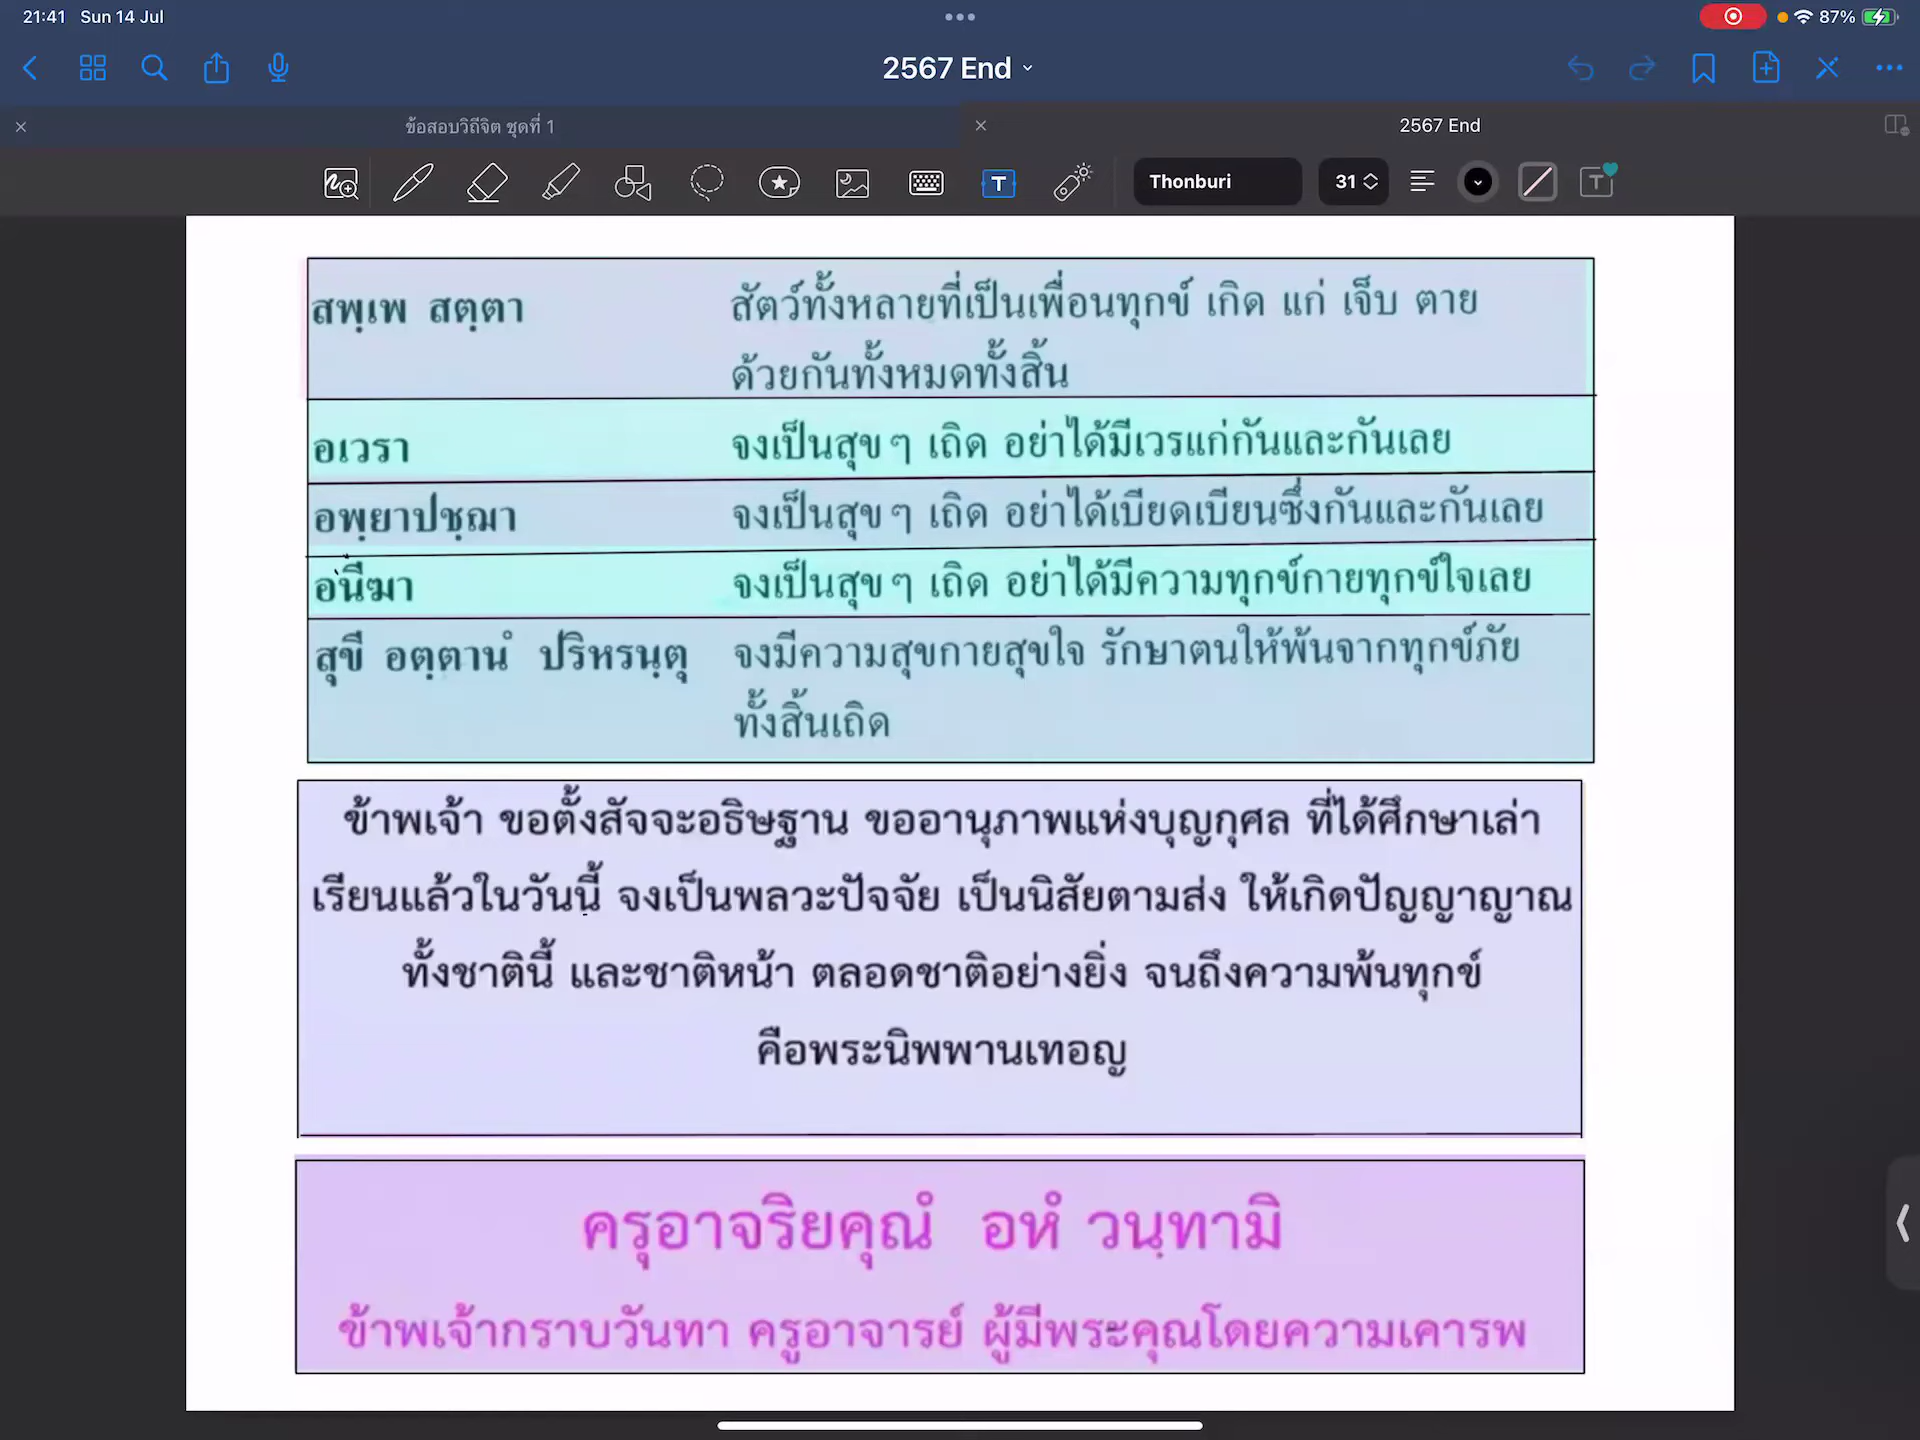 21:41 Sun 14 Jul
87%
2567 End
ข้อสอบวิถีจิต ชุดที่ 1
2567 End
Thonburi
31
สพฺเพ สตฺตา สัตว์ทั้งหลายที่เป็นเพื่อนทุกข์ เกิด แก่ เจ็บ ตาย
ด้วยกันทั้งหมดทั้งสิ้น
อเวรา จงเป็นสุข ๆ เถิด อย่าได้มีเวรแก่กันและกันเลย
อพฺยาปชฺฌา จงเป็นสุข ๆ เถิด อย่าได้เบียดเบียนซึ่งกันและกันเลย
อนีฆา จงเป็นสุข ๆ เถิด อย่าได้มีความทุกข์กายทุกข์ใจเลย
สุขี อตฺตานํ ปริหรนฺตุ จงมีความสุขกายสุขใจ รักษาตนให้พ้นจากทุกข์ภัย
ทั้งสิ้นเถิด
ข้าพเจ้า ขอตั้งสัจจะอธิษฐาน ขออานุภาพแห่งบุญกุศล ที่ได้ศึกษาเล่า
เรียนแล้วในวันนี้ จงเป็นพลวะปัจจัย เป็นนิสัยตามส่ง ให้เกิดปัญญาญาณ
ทั้งชาตินี้ และชาติหน้า ตลอดชาติอย่างยิ่ง จนถึงความพ้นทุกข์
คือพระนิพพานเทอญ
ครุอาจริยคุณํ อหํ วนฺทามิ
ข้าพเจ้ากราบวันทา ครูอาจารย์ ผู้มีพระคุณโดยความเคารพ